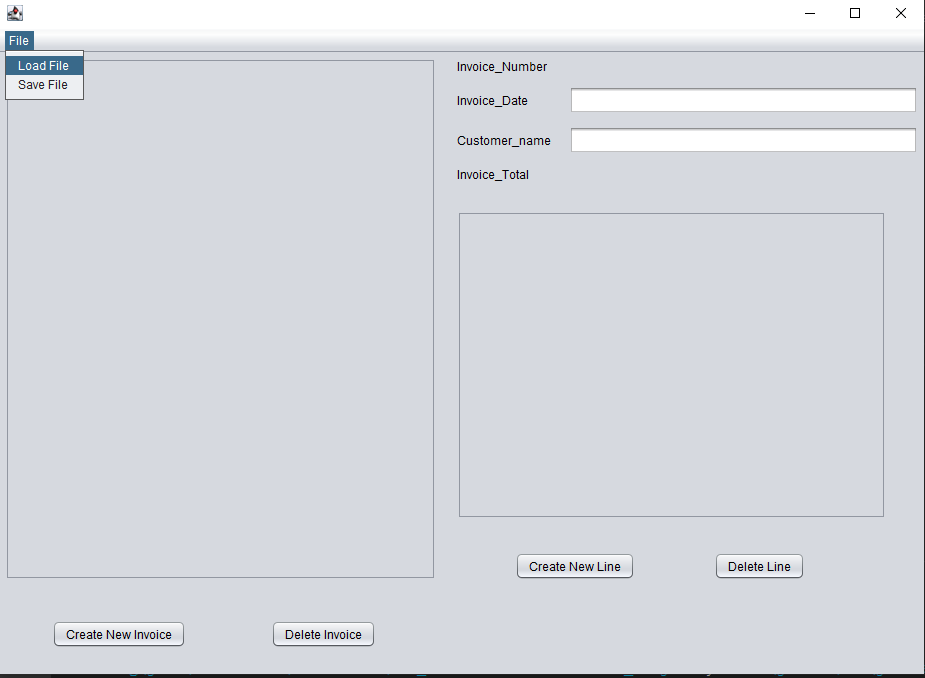 File
Load File
Save File
Invoice_Number
Invoice_Date
Customer_name
Invoice_Total
Create New Line
Delete Line
Create New Invoice
Delete Invoice